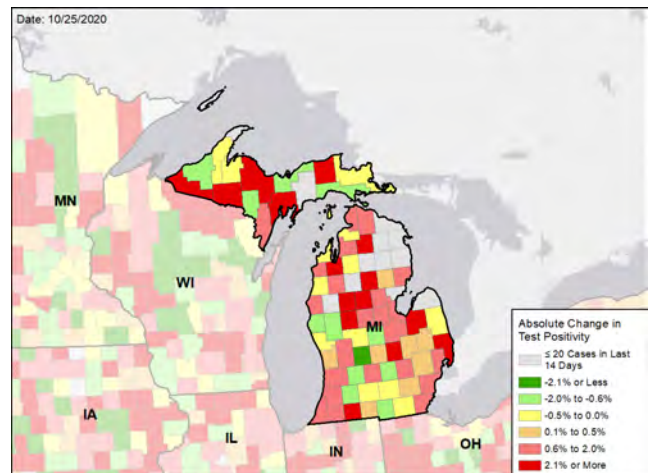 Date: 10/25/2020
MN
WI
MI
IA
IL
IN
OH
Absolute Change in
Test Positivity
≤ 20 Cases in Last
14 Days
-2.1% or Less
-2.0% to -0.6%
-0.5% to 0.0%
0.1% to 0.5%
0.6% to 2.0%
2.1% or More